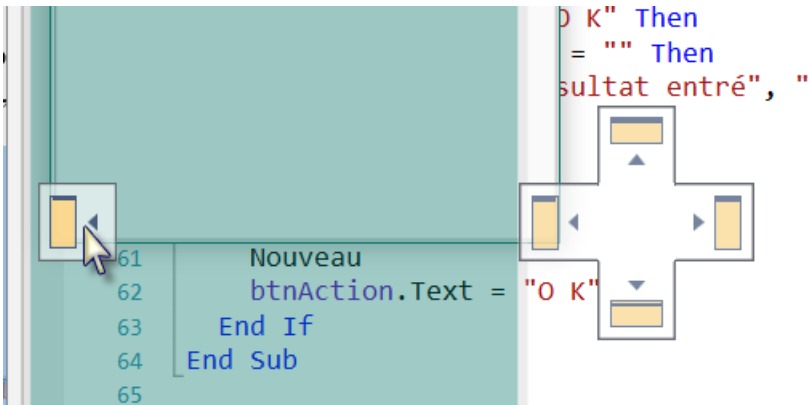 O K" Then
= "" Then
sultat entré", "
61 Nouveau
62 btnAction.Text = "O K"
63 End If
64 End Sub
65